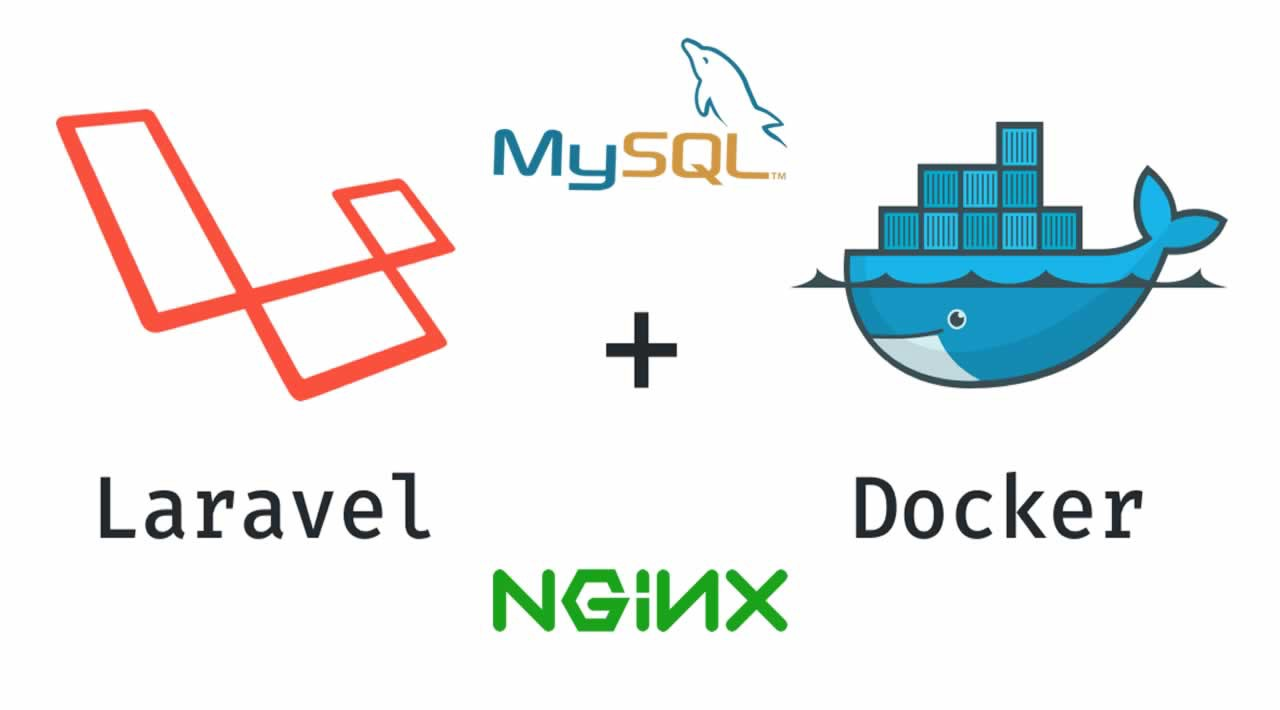 MySQL™
+
Laravel
Docker
NGINX